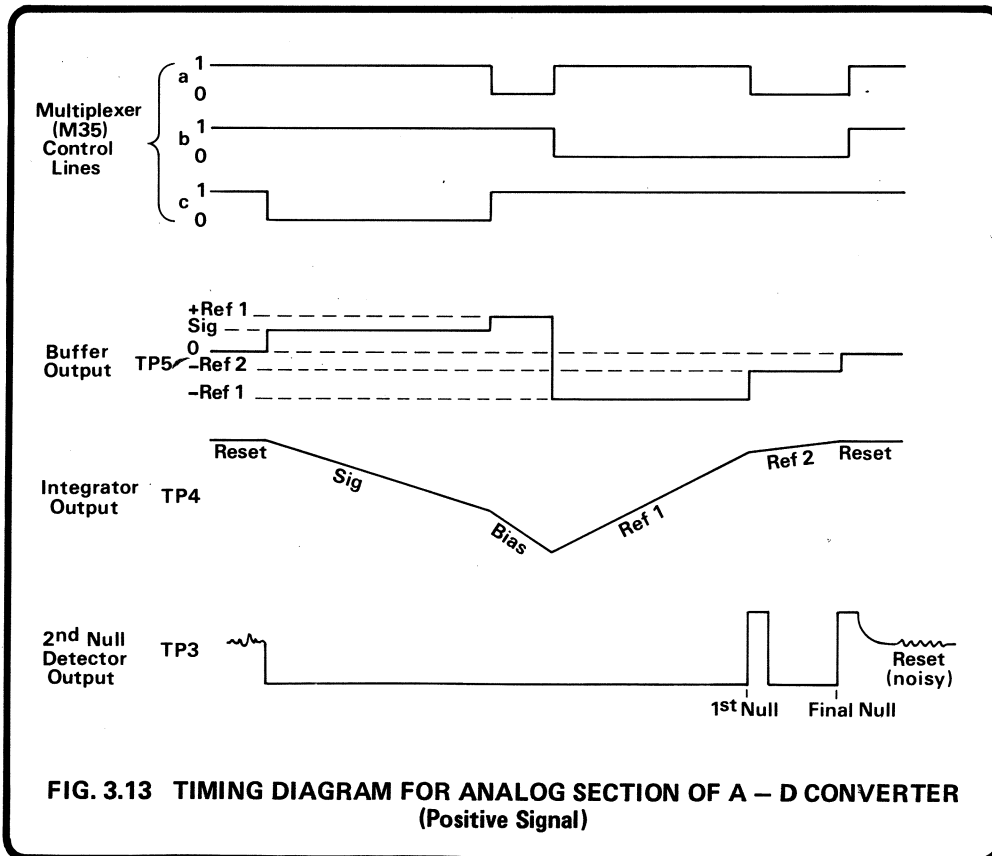 Multiplexer
(M35)
Control
Lines
a 1
0
b 1
0
c 1
0
Buffer
Output
TP5
+Ref 1
Sig
0
−Ref 2
−Ref 1
Integrator
Output
TP4
Reset
Sig
Bias
Ref 1
Ref 2
Reset
2nd Null
Detector
Output
TP3
Reset
(noisy)
1st Null
Final Null
FIG. 3.13 TIMING DIAGRAM FOR ANALOG SECTION OF A – D CONVERTER
(Positive Signal)